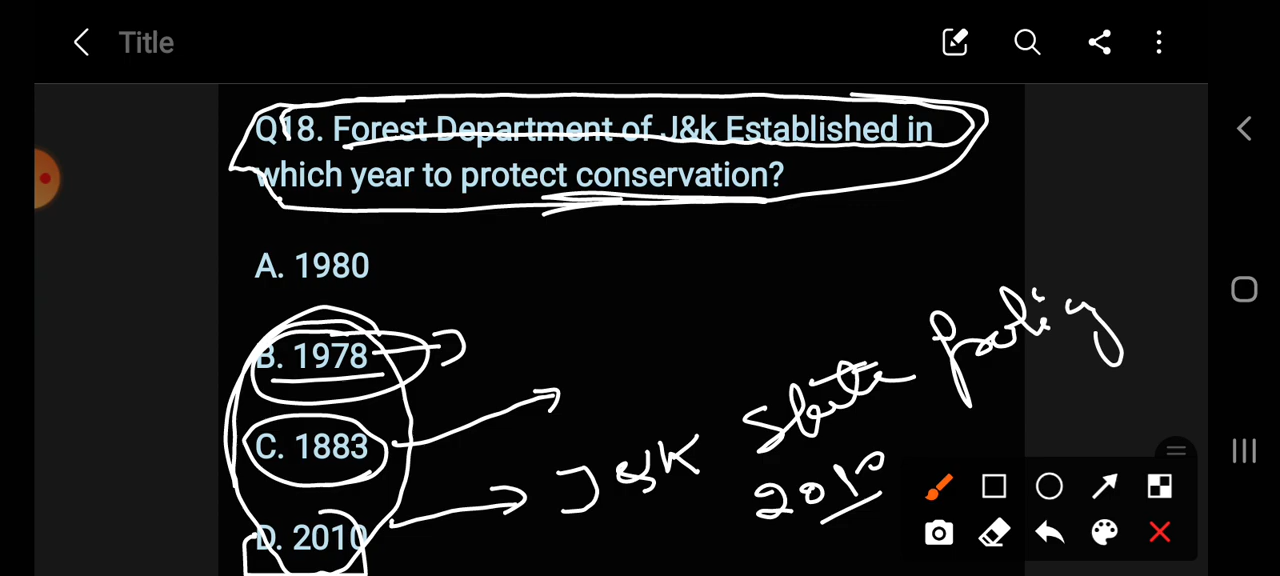 Title
Q18. Forest Department of J&k Established in
which year to protect conservation?
A. 1980
B. 1978
C. 1883
D. 2010
J&K State Policy
2010